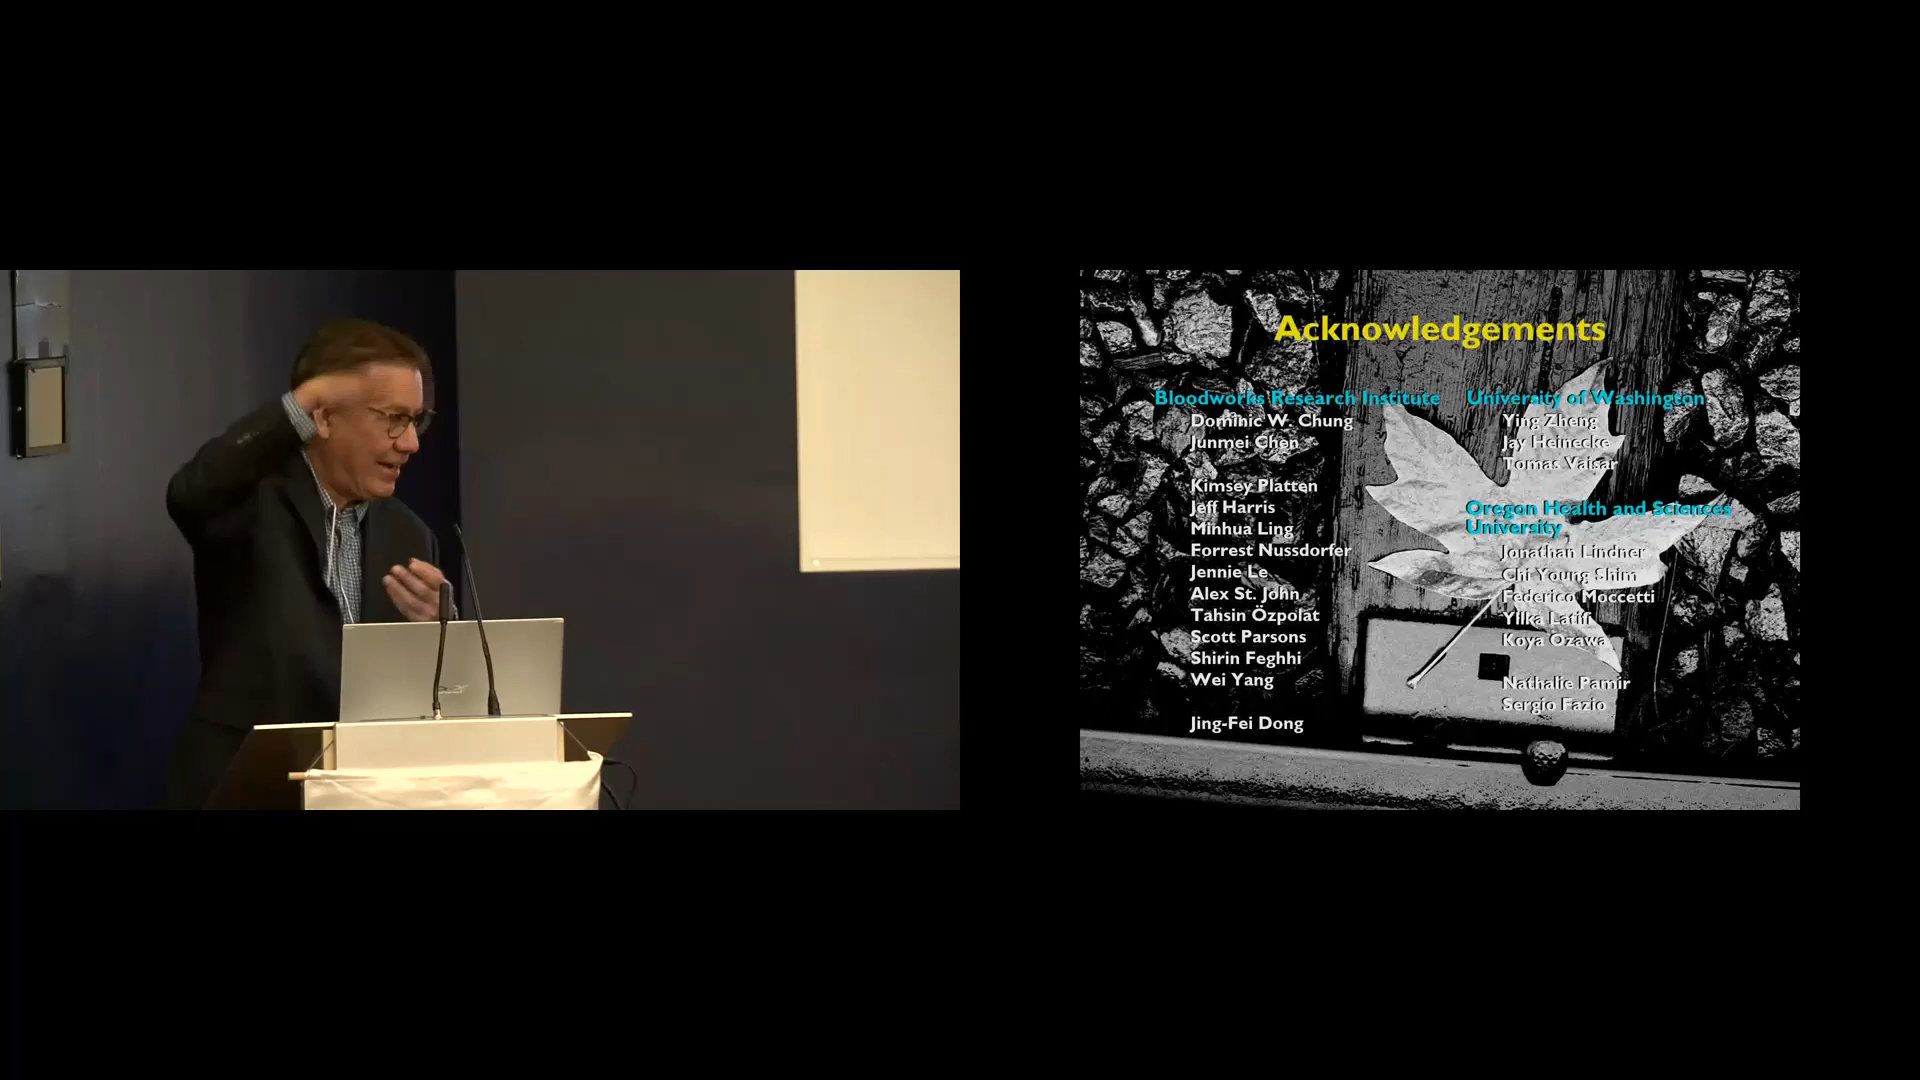 Acknowledgements
Bloodworks Research Institute
Dominic W. Chung
Junmei Chen
Kimsey Platten
Jeff Harris
Minhua Ling
Forrest Nussdorfer
Jennie Le
Alex St. John
Tahsin Özpolat
Scott Parsons
Shirin Feghhi
Wei Yang
Jing-Fei Dong
University of Washington
Ying Zheng
Jay Heinecke
Tomas Vaisar
Oregon Health and Sciences
University
Jonathan Lindner
Chi Young Shim
Federico Moccetti
Yllka Latifi
Koya Ozawa
Nathalie Pamir
Sergio Fazio